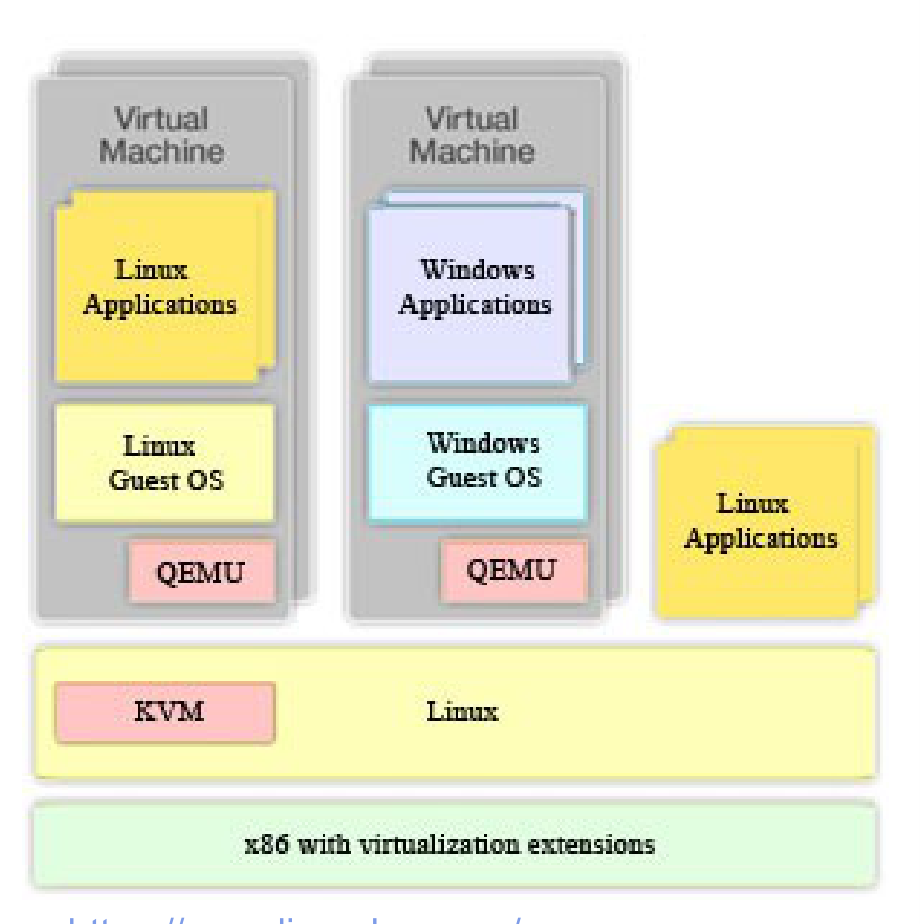 Virtual
Machine
Linux
Applications
Linux
Guest OS
QEMU
Virtual
Machine
Windows
Applications
Windows
Guest OS
QEMU
Linux
Applications
KVM
Linux
x86 with virtualization extensions